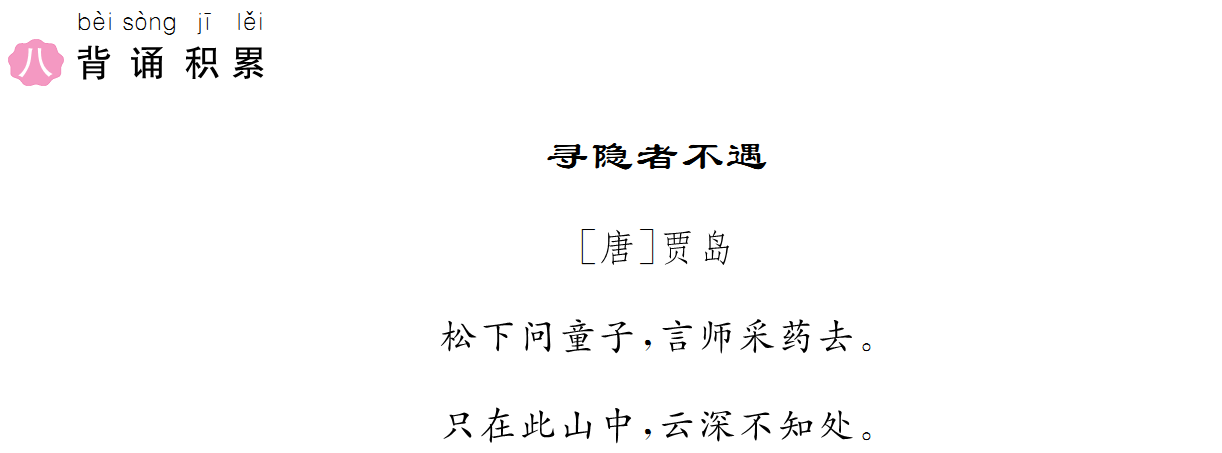 bèi sòng jī lěi
八 背诵积累
寻隐者不遇
[唐]贾岛
松下问童子，言师采药去。
只在此山中，云深不知处。